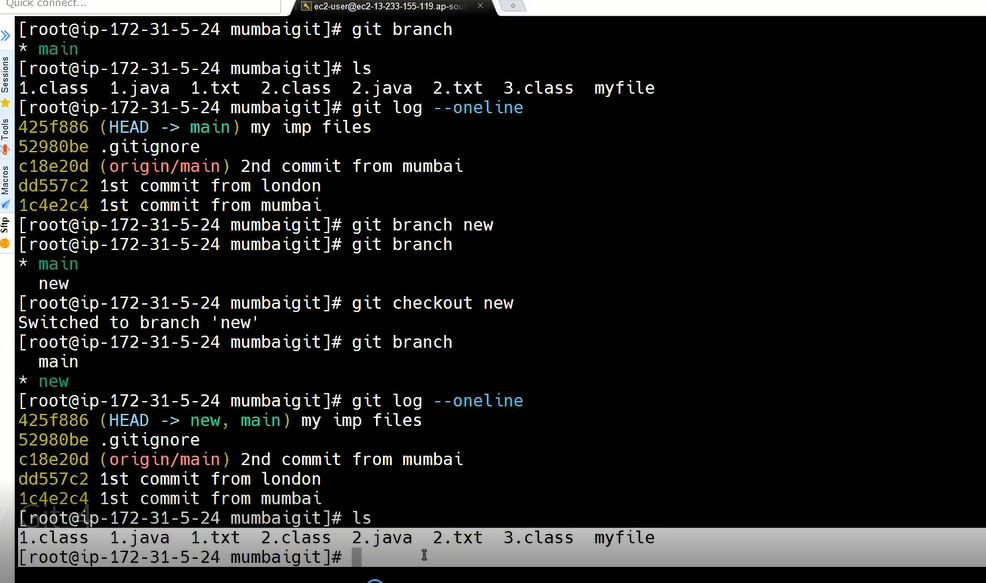 Quick connect...
ec2-user@ec2-13-233-155-119.ap-sou
[root@ip-172-31-5-24 mumbaigit]# git branch
* main
[root@ip-172-31-5-24 mumbaigit]# ls
1.class  1.java  1.txt  2.class  2.java  2.txt  3.class  myfile
[root@ip-172-31-5-24 mumbaigit]# git log --oneline
425f886 (HEAD -> main) my imp files
52980be .gitignore
c18e20d (origin/main) 2nd commit from mumbai
dd557c2 1st commit from london
1c4e2c4 1st commit from mumbai
[root@ip-172-31-5-24 mumbaigit]# git branch new
[root@ip-172-31-5-24 mumbaigit]# git branch
* main
  new
[root@ip-172-31-5-24 mumbaigit]# git checkout new
Switched to branch 'new'
[root@ip-172-31-5-24 mumbaigit]# git branch
  main
* new
[root@ip-172-31-5-24 mumbaigit]# git log --oneline
425f886 (HEAD -> new, main) my imp files
52980be .gitignore
c18e20d (origin/main) 2nd commit from mumbai
dd557c2 1st commit from london
1c4e2c4 1st commit from mumbai
[root@ip-172-31-5-24 mumbaigit]# ls
1.class  1.java  1.txt  2.class  2.java  2.txt  3.class  myfile
[root@ip-172-31-5-24 mumbaigit]#
Sessions
Tools
Macros
Sftp
Git 4